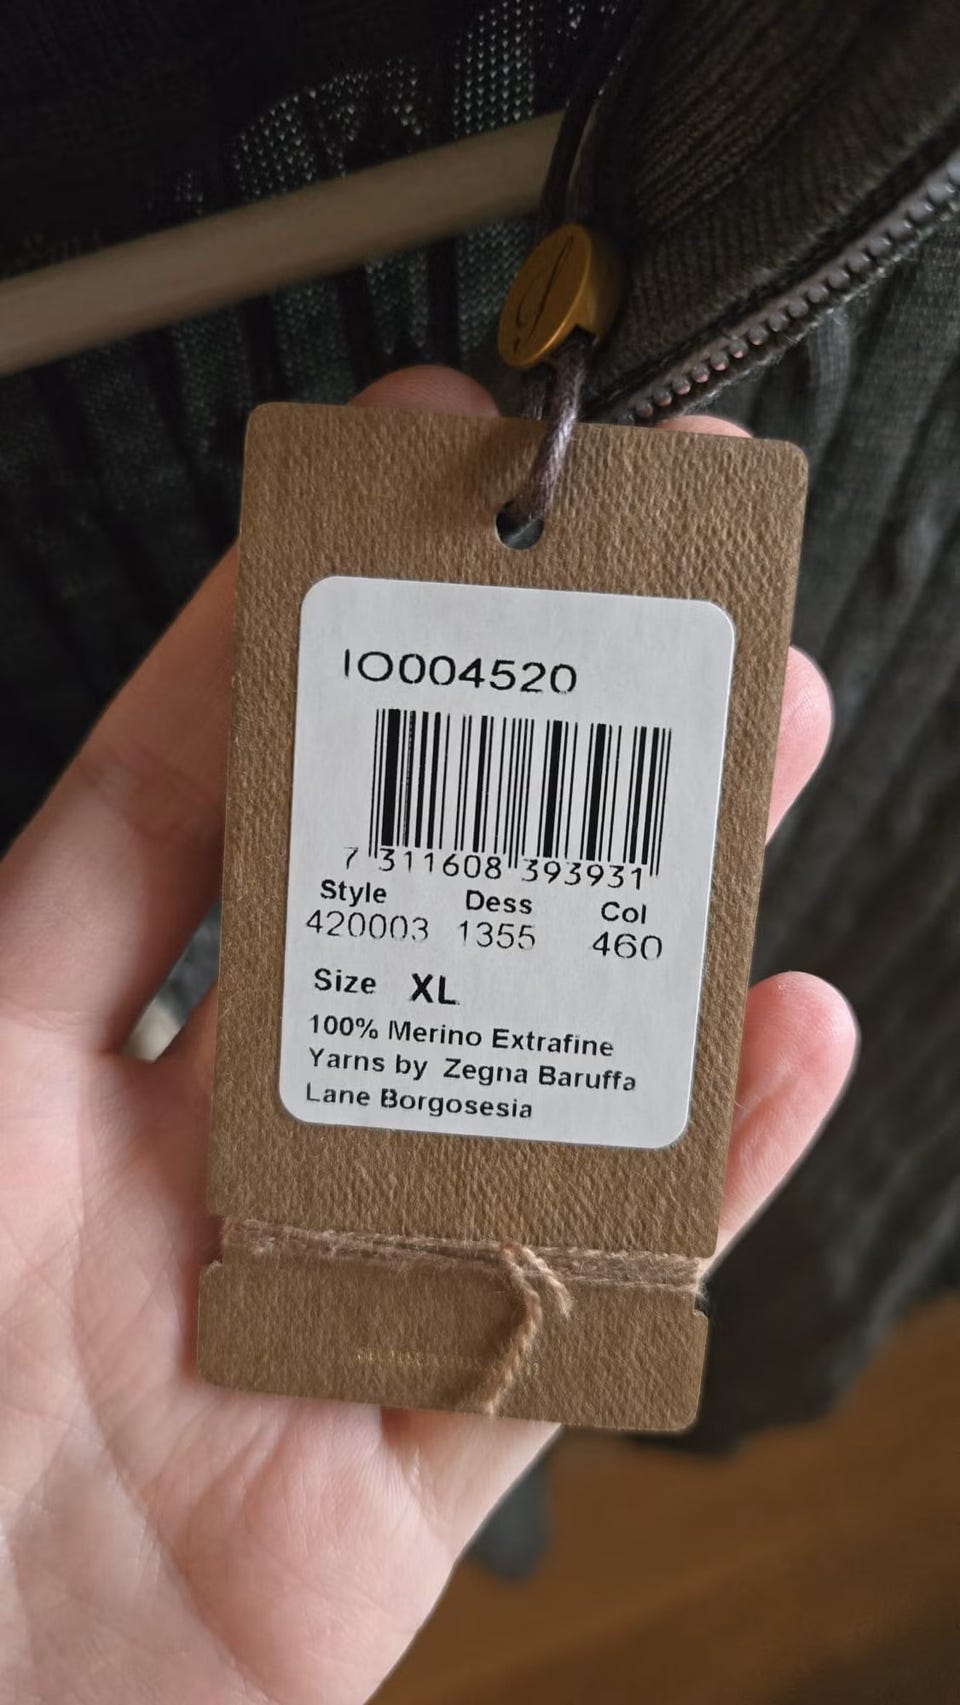 IO004520
7 311608 393931
Style Dess Col
420003 1355 460
Size XL
100% Merino Extrafine
Yarns by Zegna Baruffa
Lane Borgosesia